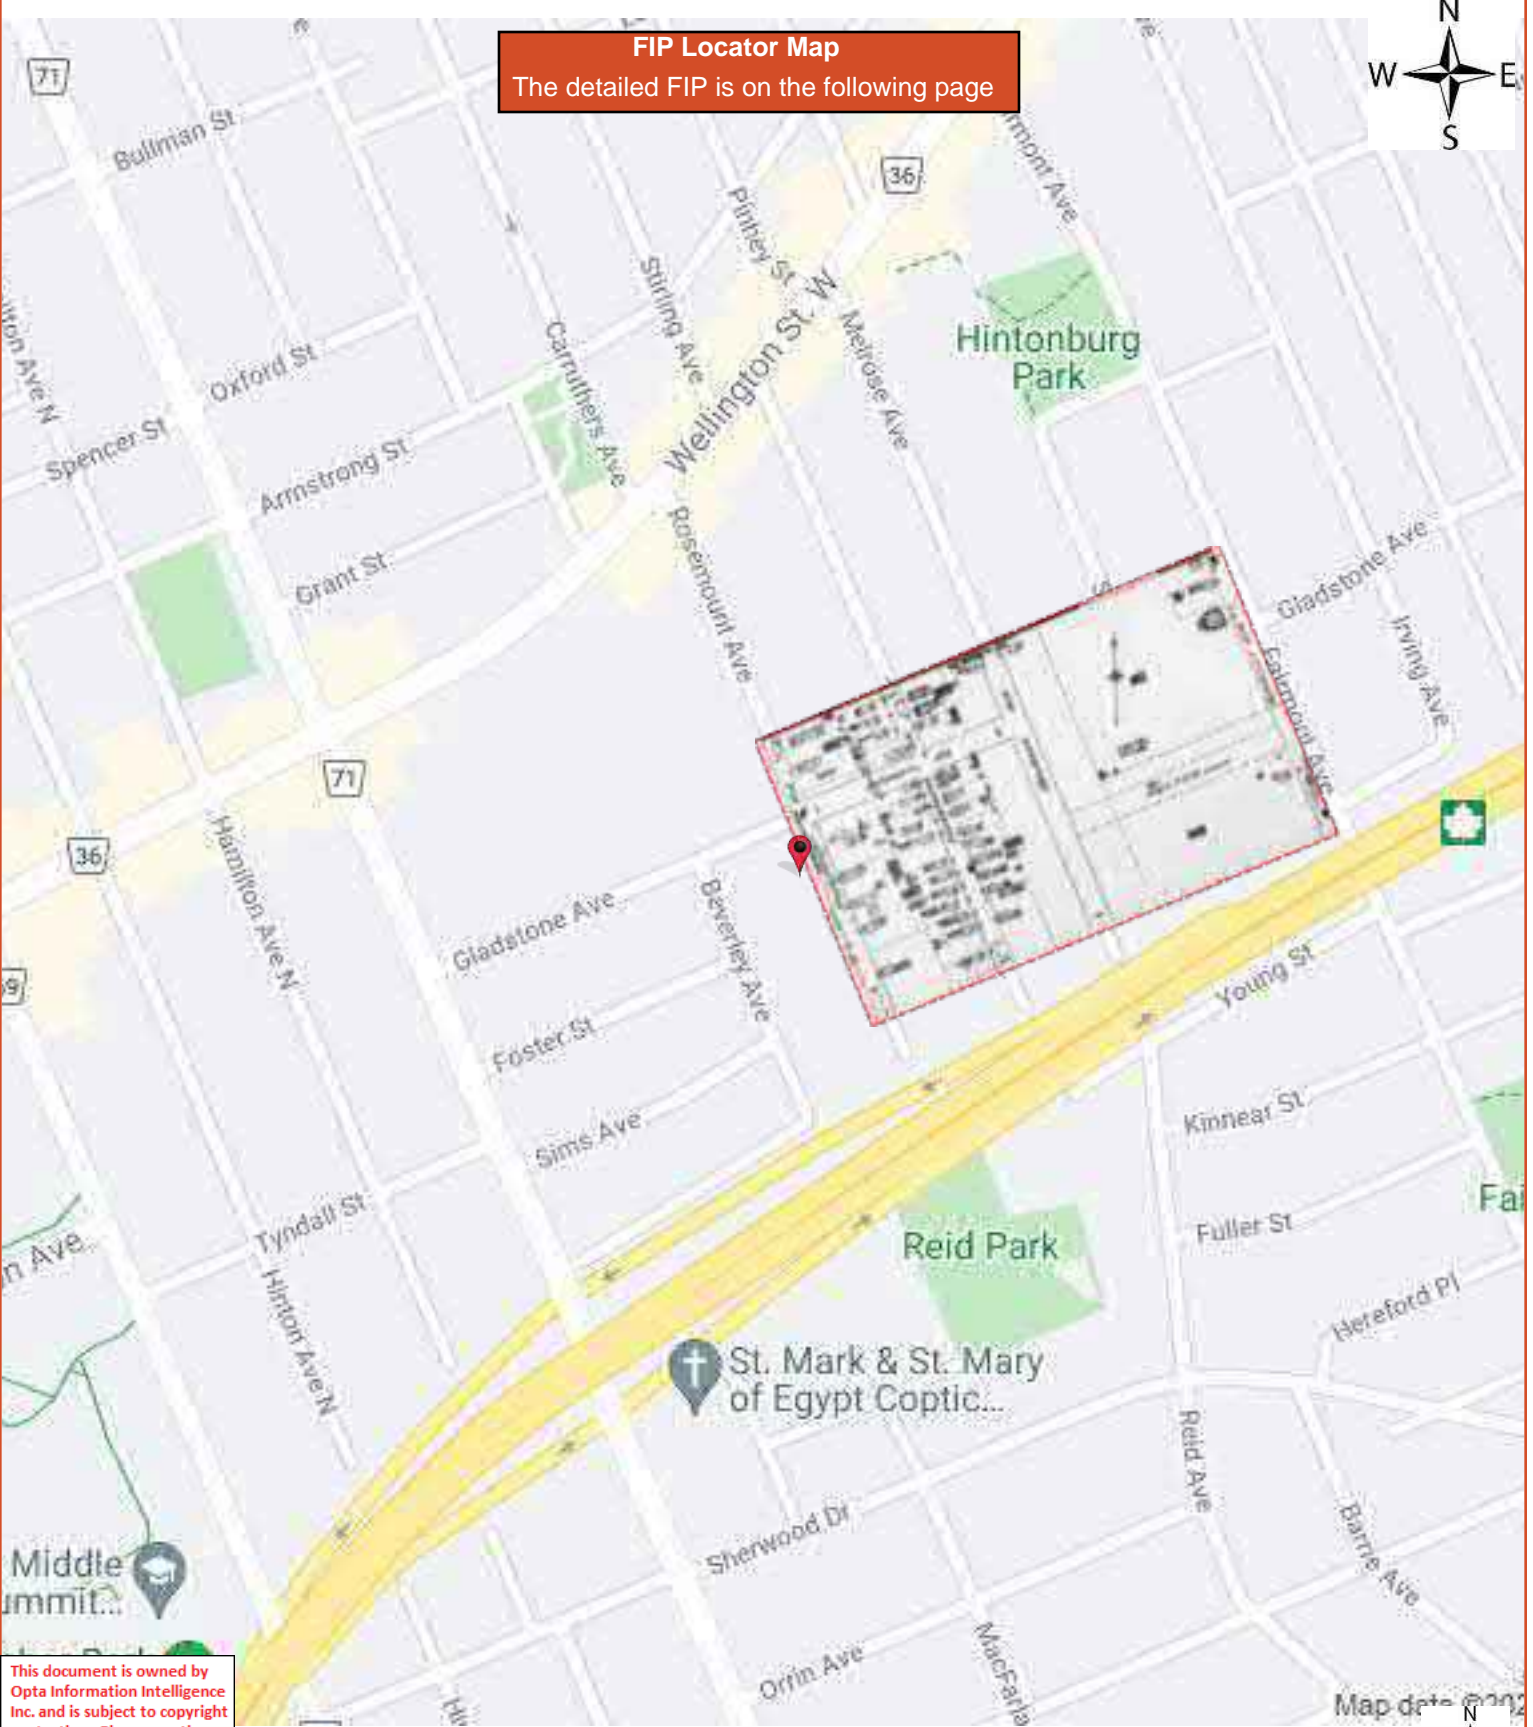 N
FIP Locator Map
The detailed FIP is on the following page
W
E
S
71
Bullman St
36
Pinhey St
Stirling Ave
Wellington St. W
Melrose Ave
Hintonburg
Park
Carruthers Ave
Oxford St
Spencer St
Armstrong St
Grant St
Rosemount Ave
Gladstone Ave
Irving Ave
Fairmont Ave
71
36
Hamilton Ave N
Gladstone Ave
Beverley Ave
Foster St
Young St
Sims Ave
Kinnear St
Tyndall St
Fuller St
Reid Park
Hereford Pl
Hinton Ave N
St. Mark & St. Mary
of Egypt Coptic...
Reid Ave
Sherwood Dr
Barrie Ave
Middle
Orrin Ave
This document is owned by
Opta Information Intelligence
Inc. and is subject to copyright
Map data
N